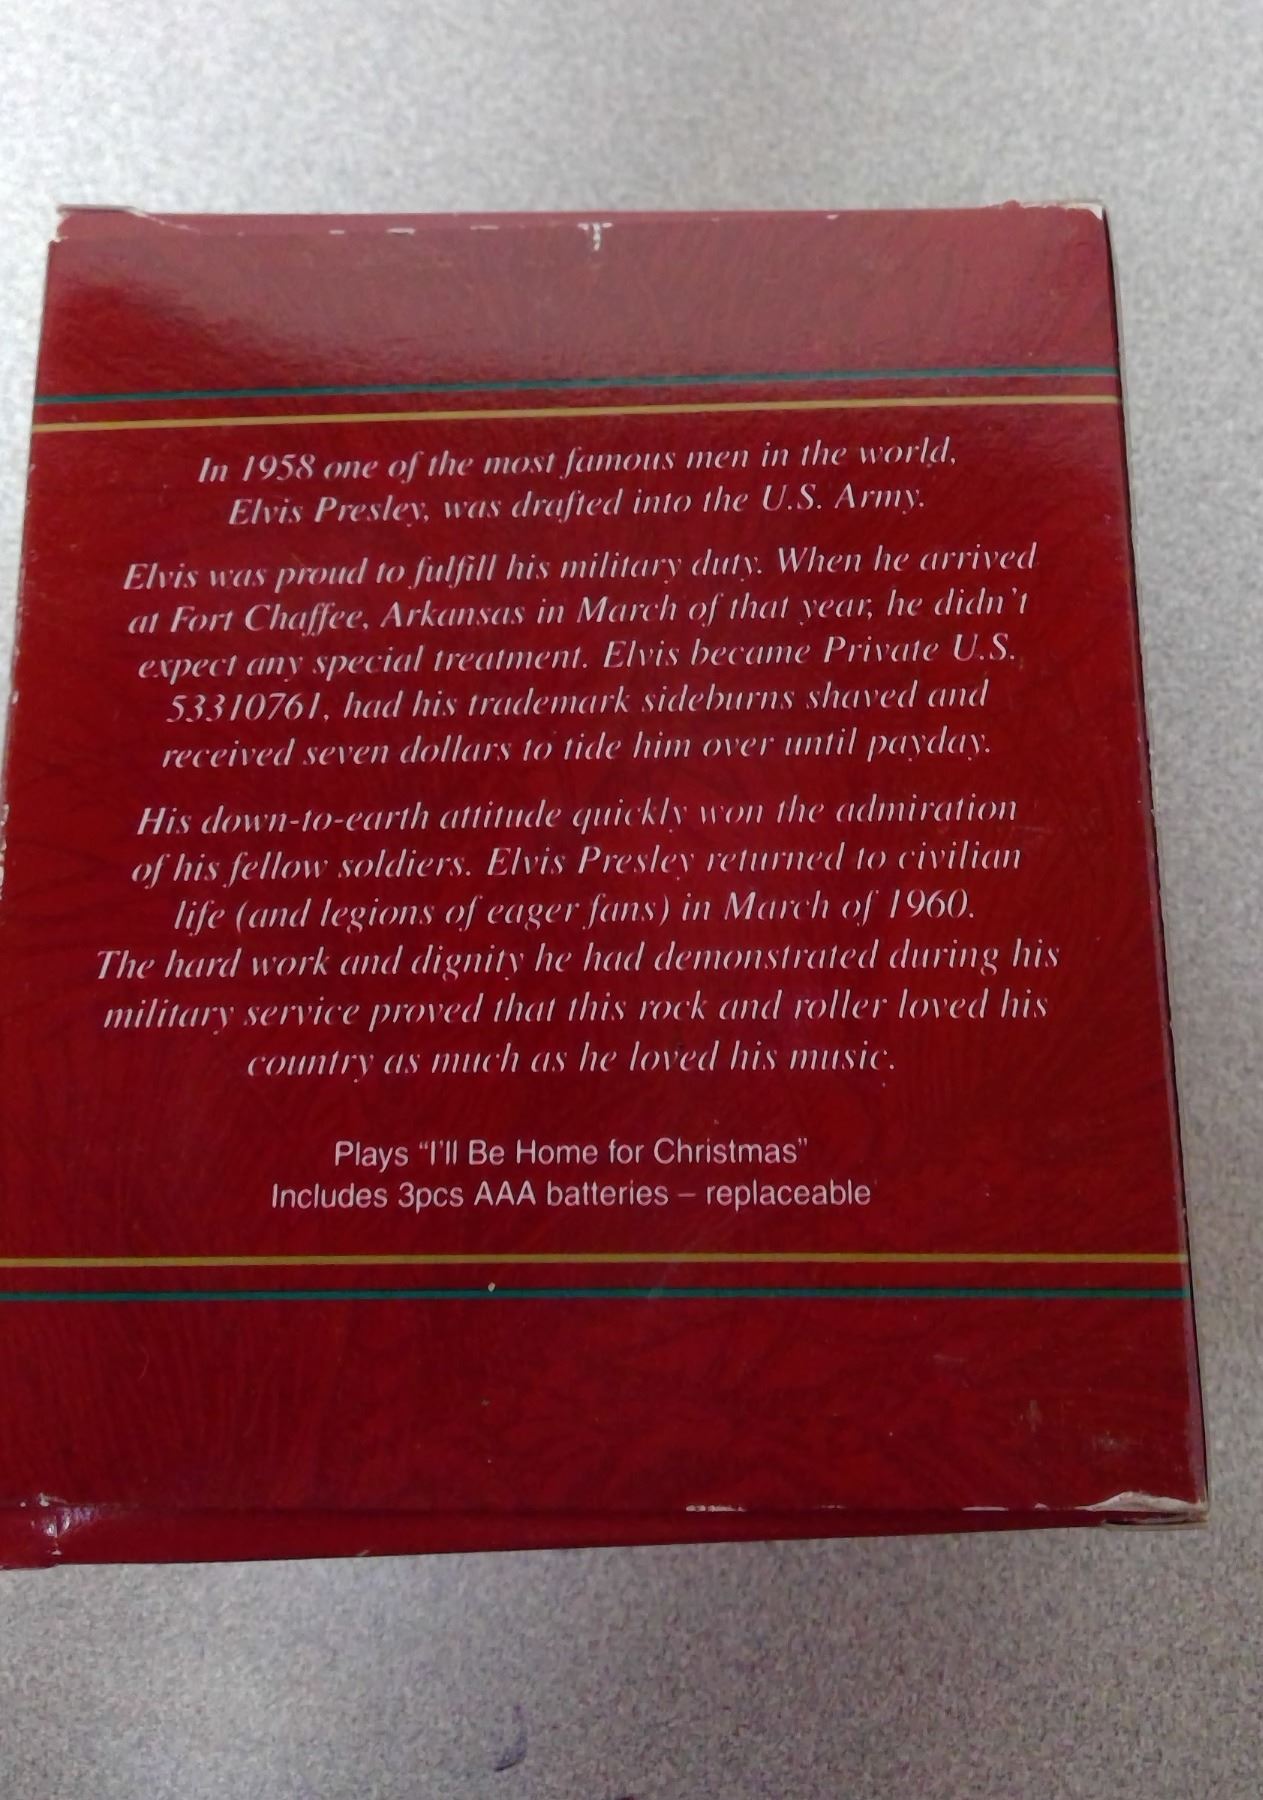 In 1958 one of the most famous men in the world,
Elvis Presley, was drafted into the U.S. Army.
Elvis was proud to fulfill his military duty. When he arrived
at Fort Chaffee, Arkansas in March of that year, he didn't
expect any special treatment. Elvis became Private U.S.
53310761, had his trademark sideburns shaved and
received seven dollars to tide him over until payday.
His down-to-earth attitude quickly won the admiration
of his fellow soldiers. Elvis Presley returned to civilian
life (and legions of eager fans) in March of 1960.
The hard work and dignity he had demonstrated during his
military service proved that this rock and roller loved his
country as much as he loved his music.
Plays “I'll Be Home for Christmas”
Includes 3pcs AAA batteries – replaceable